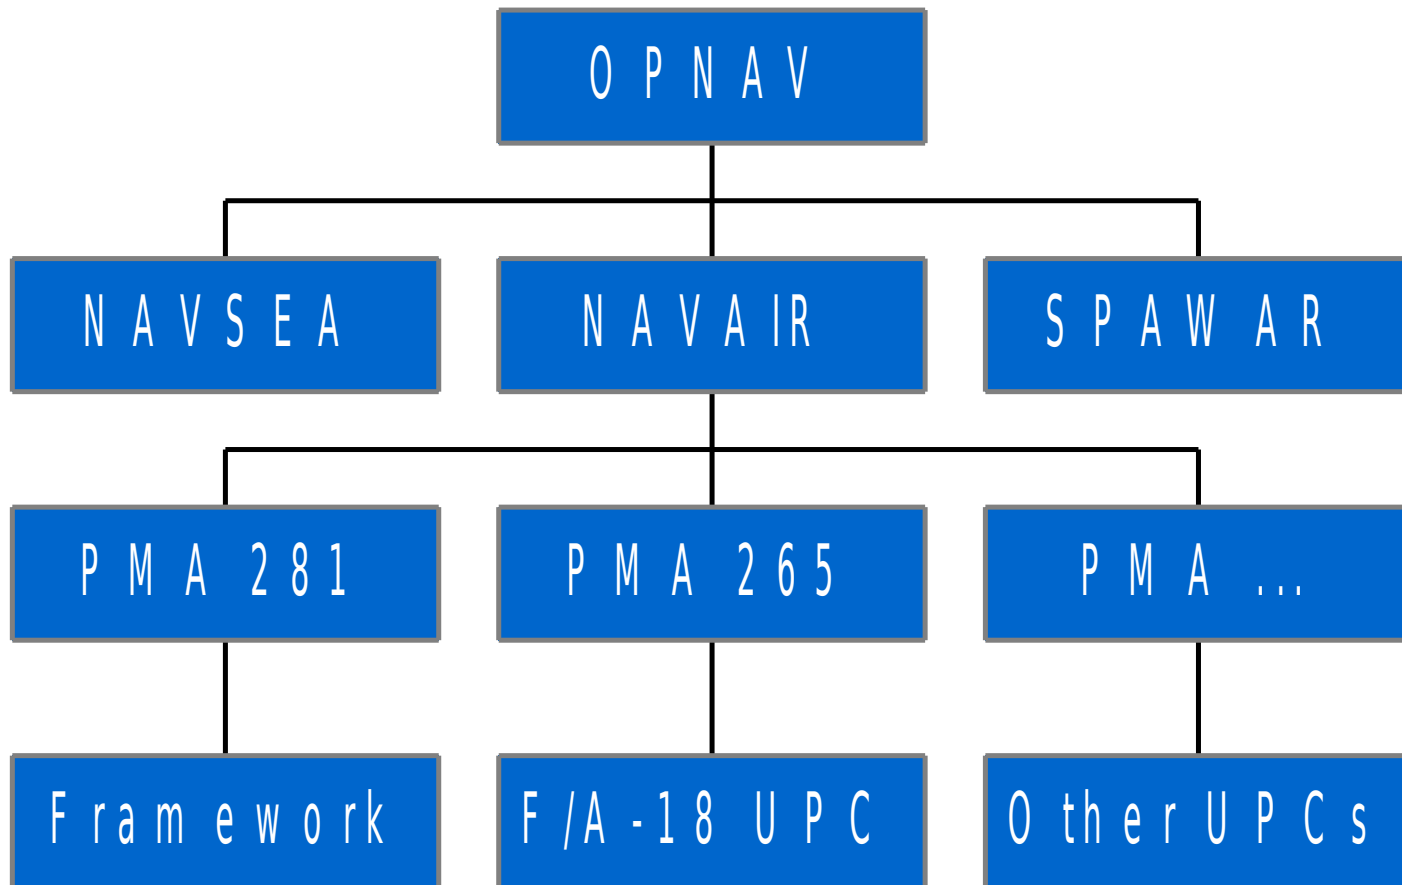 OPNAV
NAVSEA
NAVAIR
SPAWAR
PMA 281
PMA 265
PMA ...
Framework
F/A-18 UPC
Other UPCs